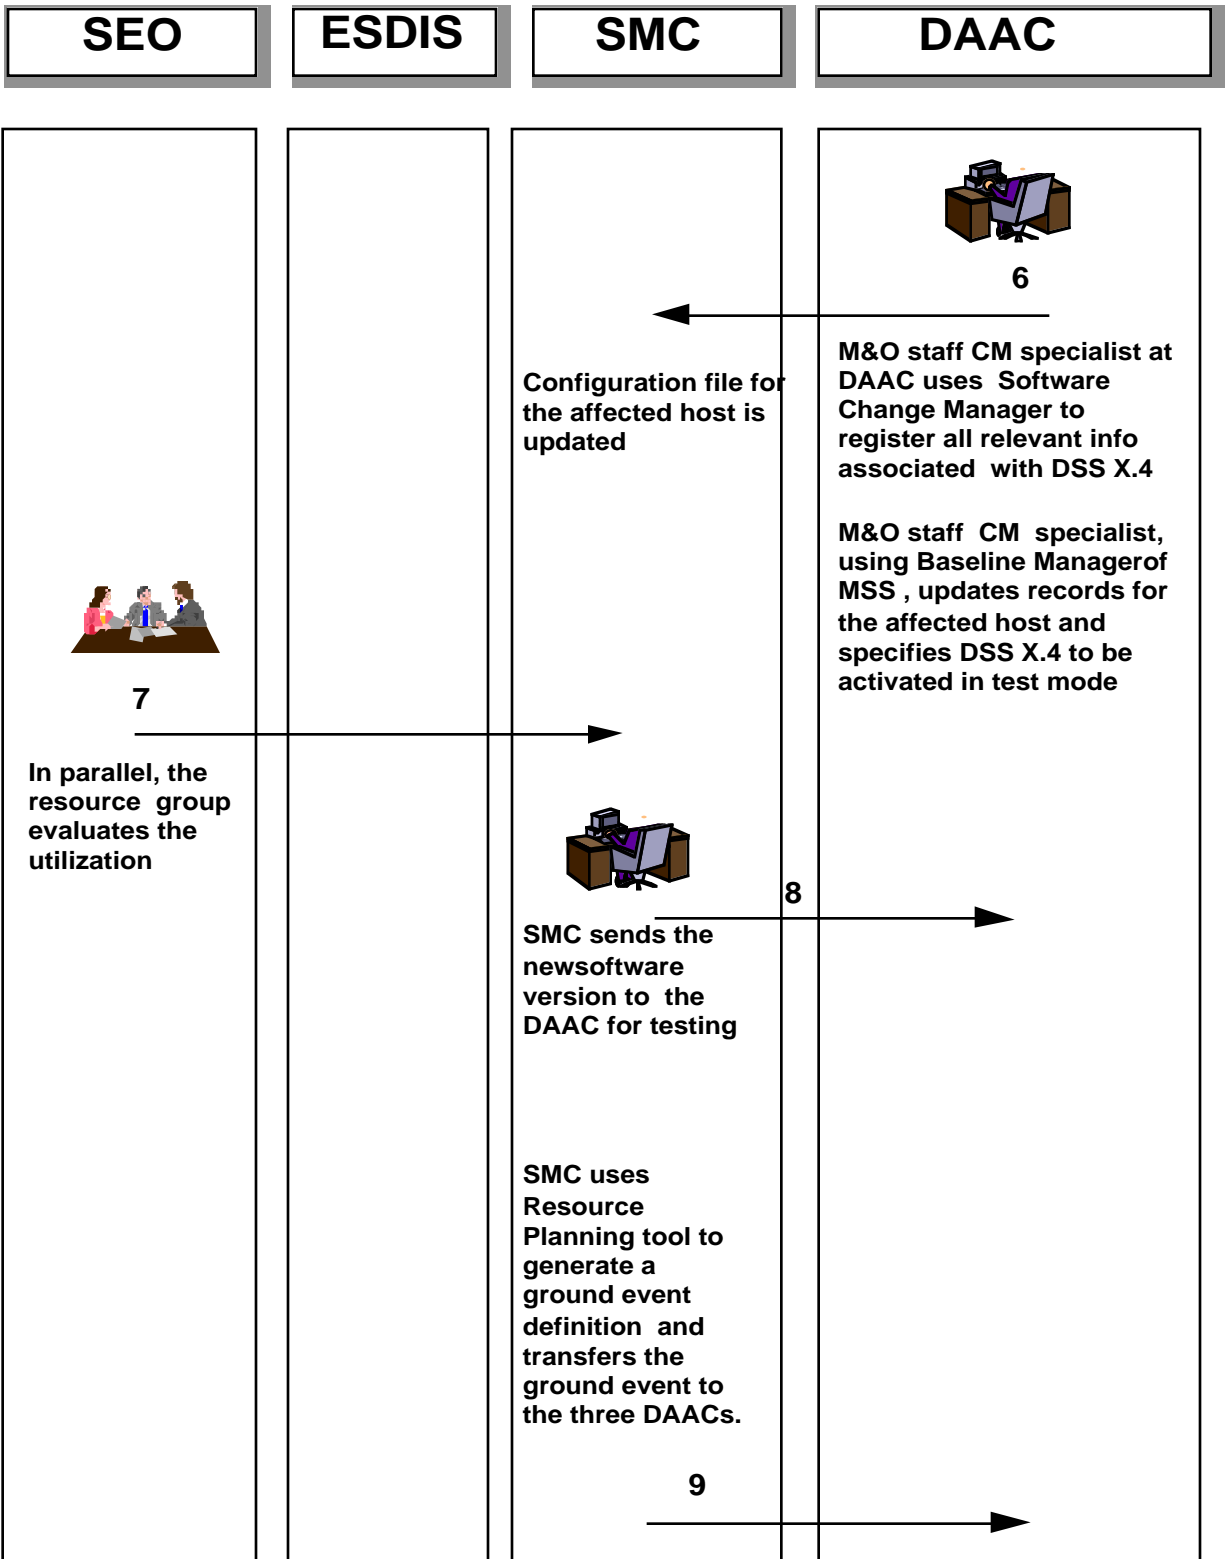 SEO
ESDIS
SMC
DAAC
6
M&O staff CM specialist at
DAAC uses Software
Change Manager to
register all relevant info
associated with DSS X.4
Configuration file for
the affected host is
updated
M&O staff CM specialist,
using Baseline Managerof
MSS , updates records for
the affected host and
specifies DSS X.4 to be
activated in test mode
7
In parallel, the
resource group
evaluates the
utilization
8
SMC sends the
newsoftware
version to the
DAAC for testing
SMC uses
Resource
Planning tool to
generate a
ground event
definition and
transfers the
ground event to
the three DAACs.
9